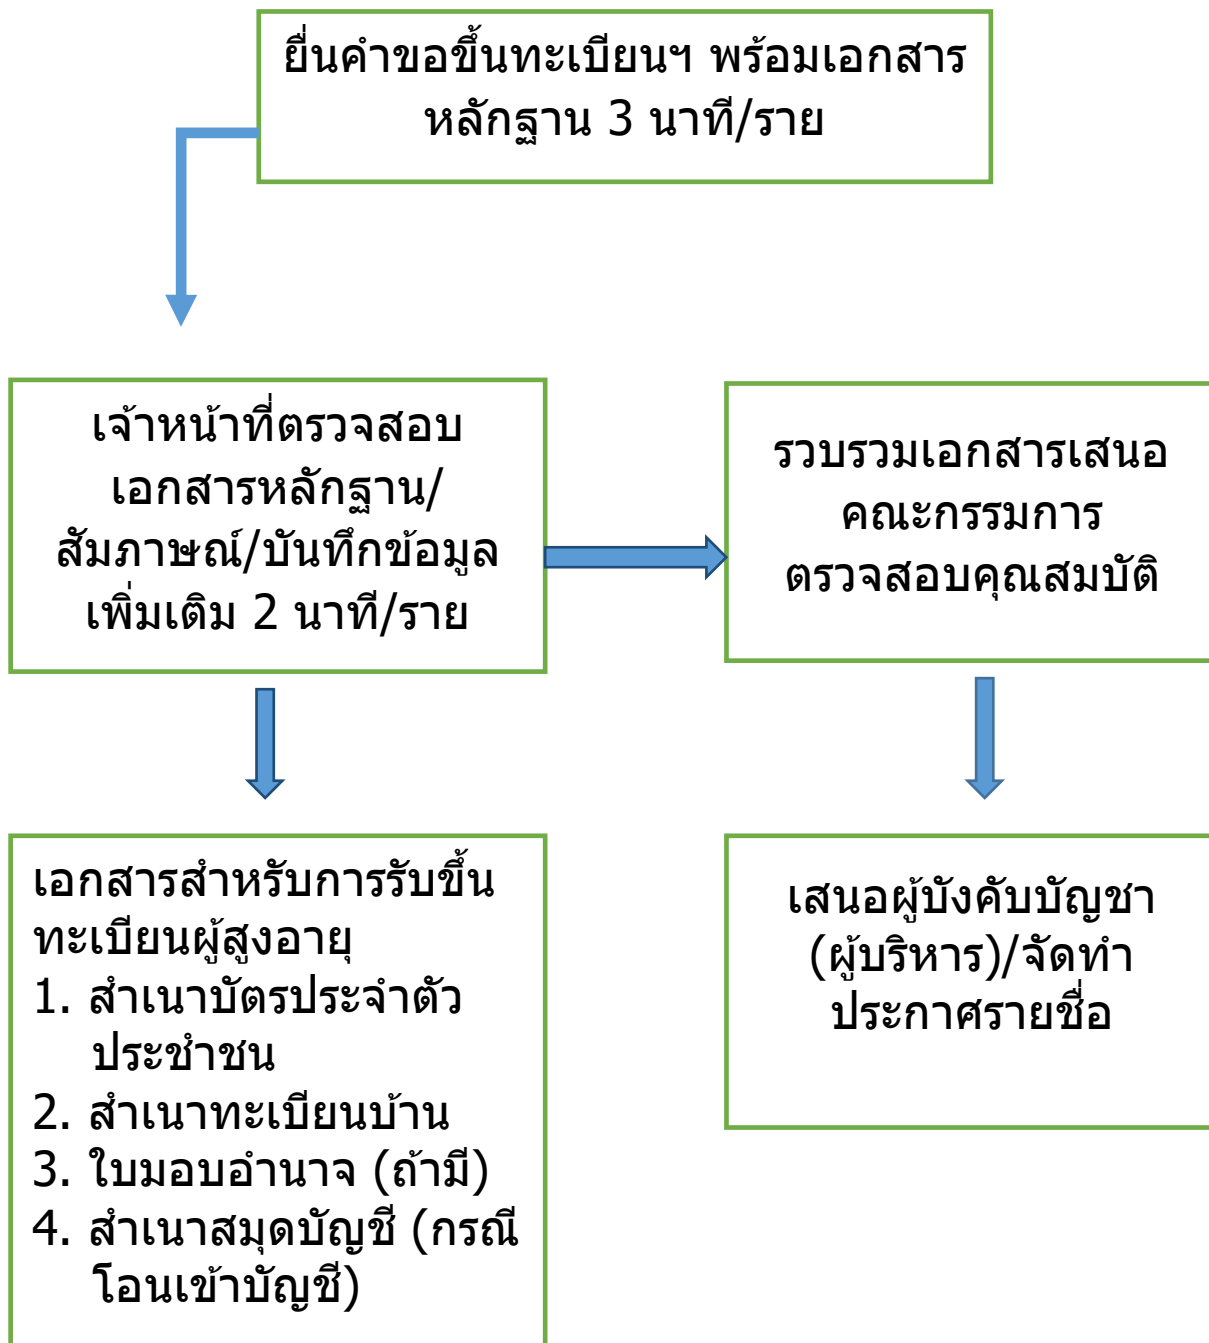 ยื่นคำขอขึ้นทะเบียนฯ พร้อมเอกสาร
หลักฐาน 3 นาที/ราย
เจ้าหน้าที่ตรวจสอบ
เอกสารหลักฐาน/
สัมภาษณ์/บันทึกข้อมูล
เพิ่มเติม 2 นาที/ราย
รวบรวมเอกสารเสนอ
คณะกรรมการ
ตรวจสอบคุณสมบัติ
เอกสารสำหรับการรับขึ้น
ทะเบียนผู้สูงอายุ
1. สำเนาบัตรประจำตัว
ประชำชน
2. สำเนาทะเบียนบ้าน
3. ใบมอบอำนาจ (ถ้ามี)
4. สำเนาสมุดบัญชี (กรณี
โอนเข้าบัญชี)
เสนอผู้บังคับบัญชา
(ผู้บริหาร)/จัดทำ
ประกาศรายชื่อ